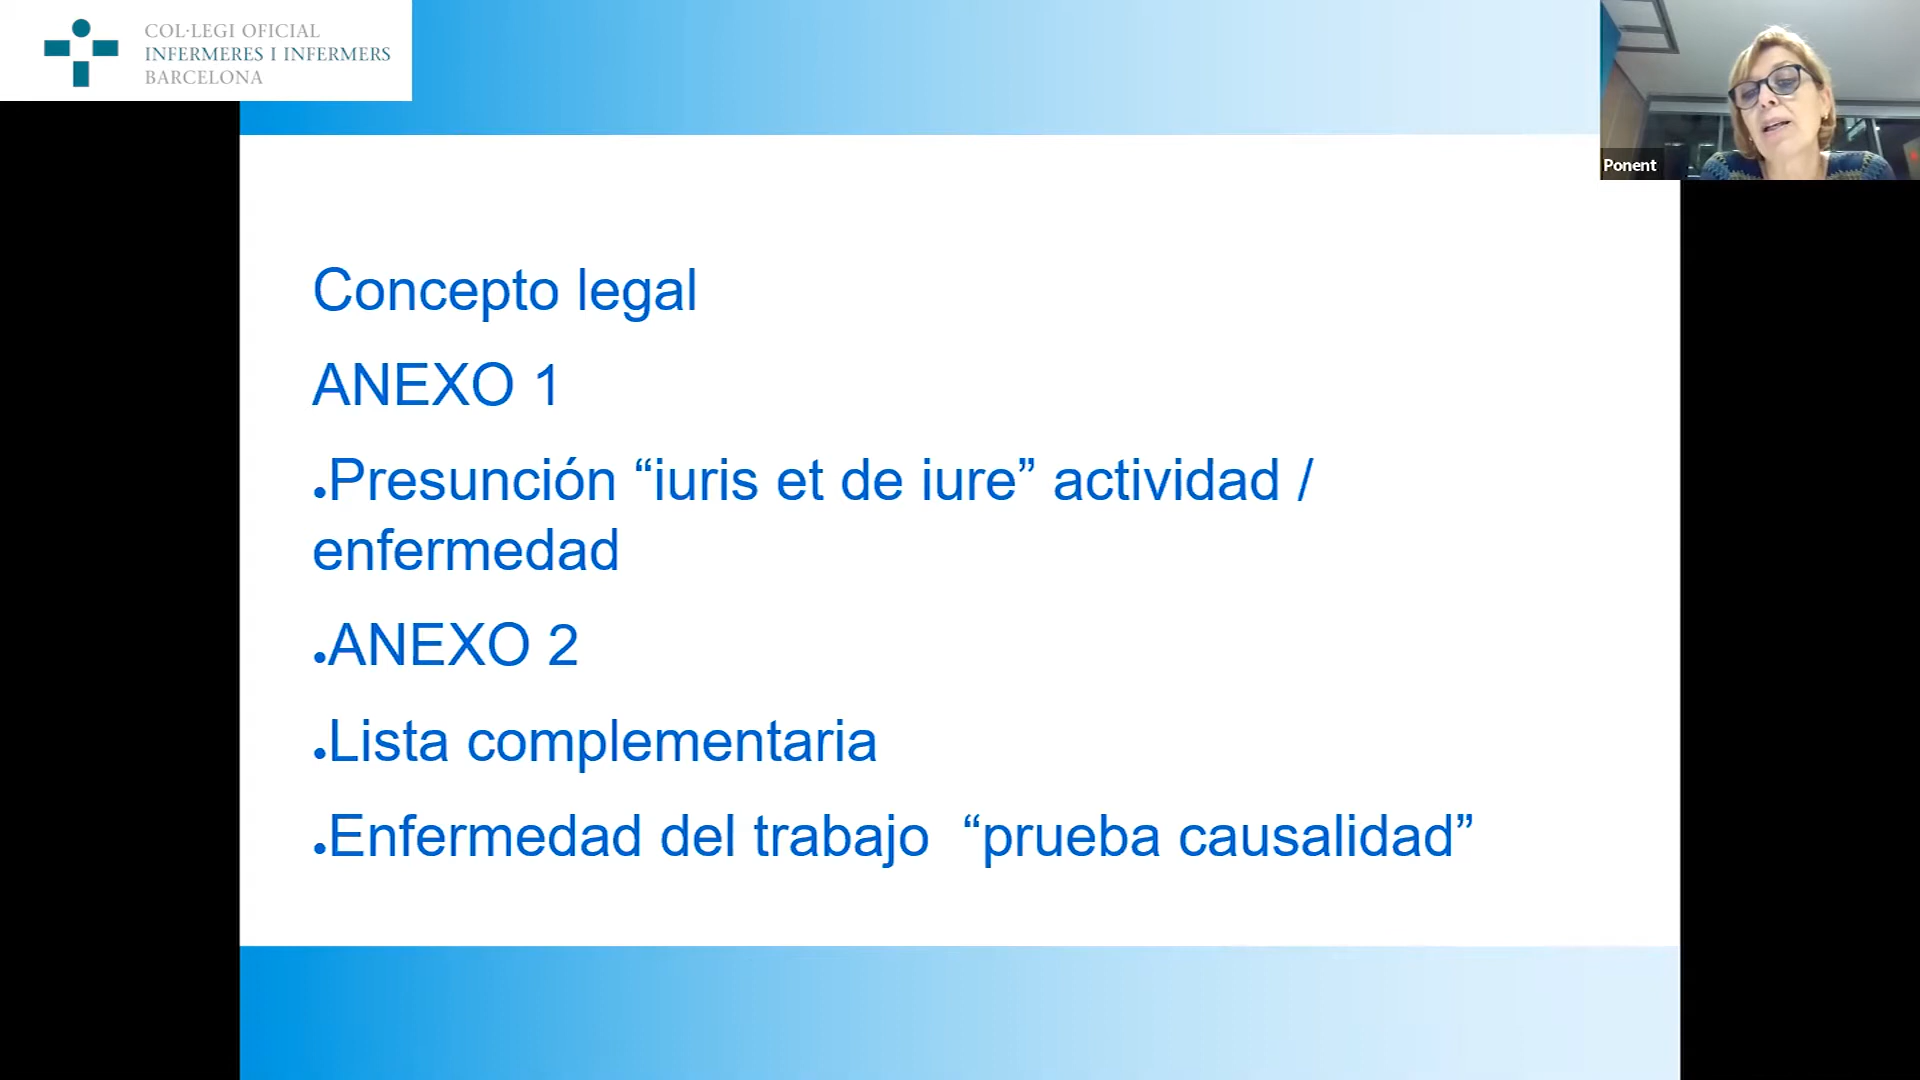 COL·LEGI OFICIAL
INFERMERES I INFERMERS
BARCELONA
Ponent
Concepto legal
ANEXO 1
•Presunción “iuris et de iure” actividad /
enfermedad
•ANEXO 2
•Lista complementaria
•Enfermedad del trabajo “prueba causalidad”